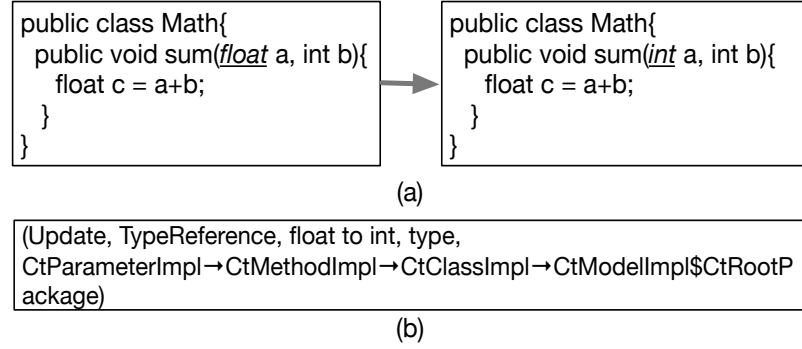 public class Math{
public void sum(float a, int b){
float c = a+b;
}
}
public class Math{
public void sum(int a, int b){
float c = a+b;
}
}
(a)
(Update, TypeReference, float to int, type,
CtParameterImpl→CtMethodImpl→CtClassImpl→CtModelImpl$CtRootP
ackage)
(b)